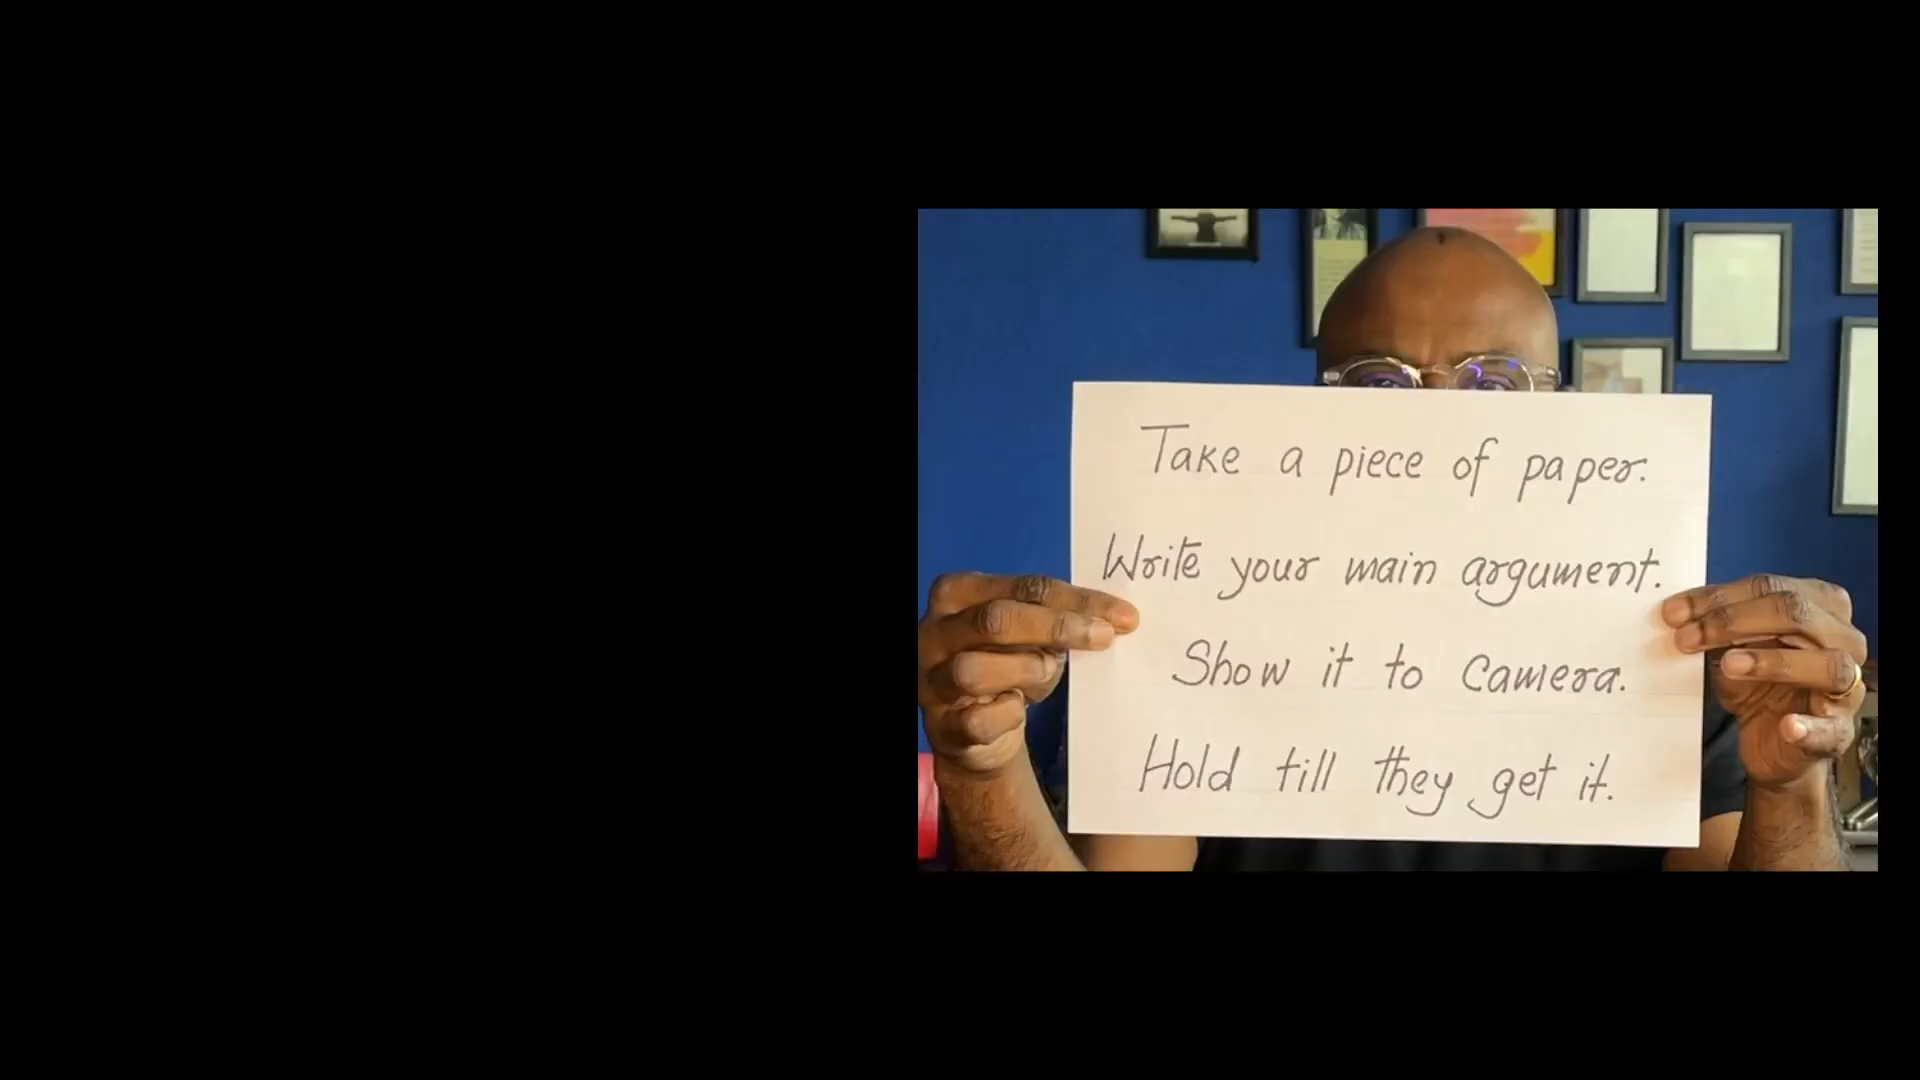 Take a piece of paper.
Write your main argument.
Show it to camera.
Hold till they get it.